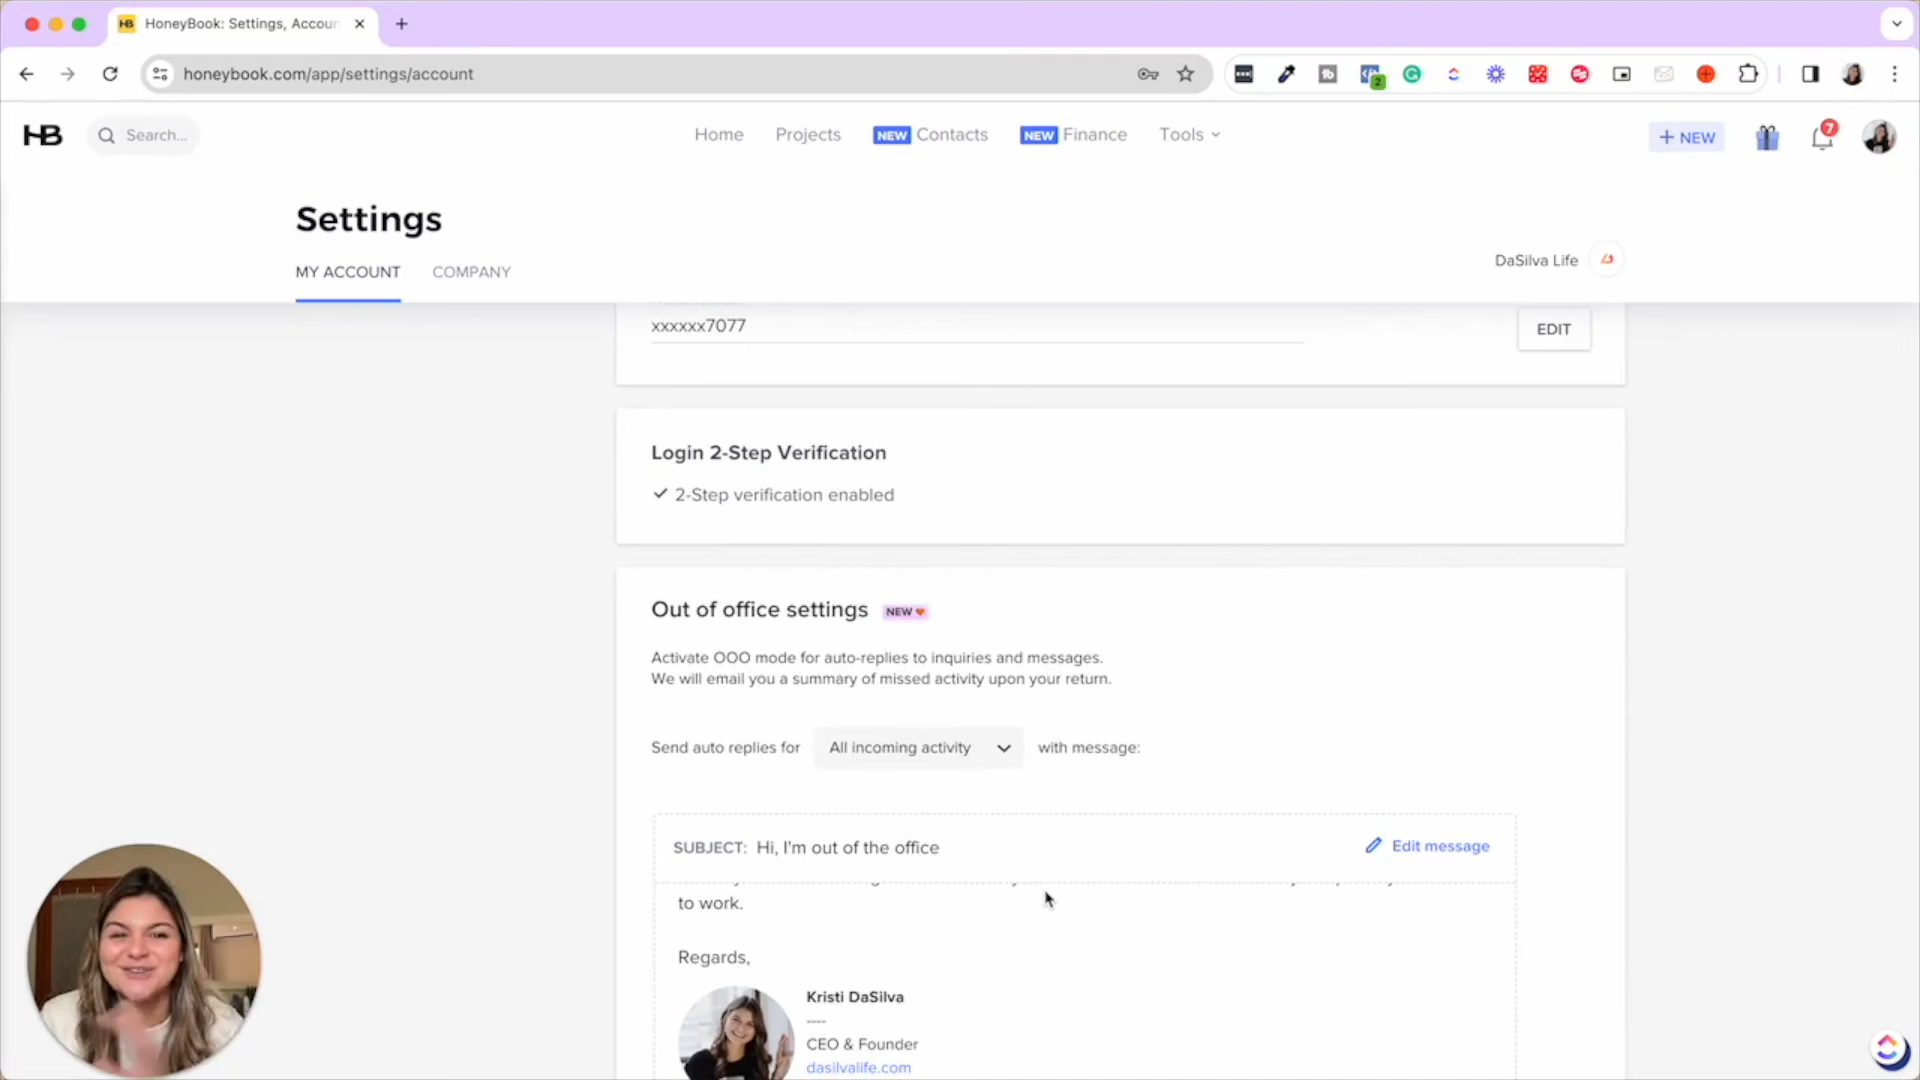 HoneyBook: Settings, Accoun
honeybook.com/app/settings/account
2
HB
Search...
Home
Projects
NEW Contacts
NEW Finance
Tools
+ NEW
7
Settings
MY ACCOUNT
COMPANY
DaSilva Life
xxxxxx7077
EDIT
Login 2-Step Verification
2-Step verification enabled
Out of office settings NEW
Activate OOO mode for auto-replies to inquiries and messages.
We will email you a summary of missed activity upon your return.
Send auto replies for All incoming activity with message:
SUBJECT: Hi, I'm out of the office
Edit message
to work.
Regards,
Kristi DaSilva
----
CEO & Founder
dasilvalife.com